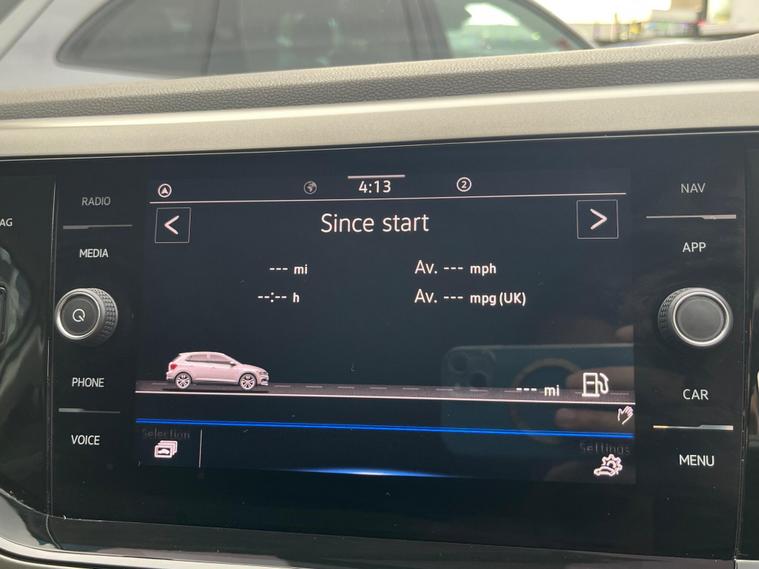 AG
RADIO
MEDIA
PHONE
VOICE
4:13
2
Since start
--- mi
Av. --- mph
--:-- h
Av. --- mpg (UK)
--- mi
Selection
Settings
NAV
APP
CAR
MENU